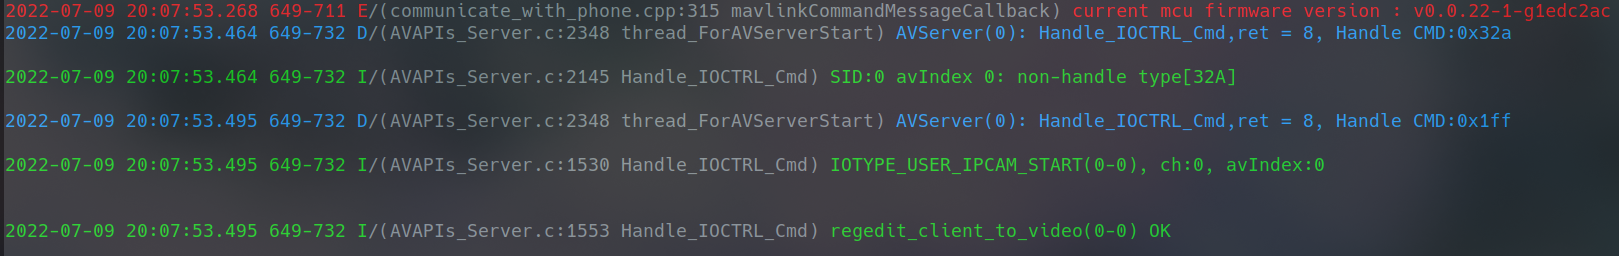 2022-07-09 20:07:53.268 649-711 E/(communicate_with_phone.cpp:315 mavlinkCommandMessageCallback) current mcu firmware version : v0.0.22-1-g1edc2ac
2022-07-09 20:07:53.464 649-732 D/(AVAPIs_Server.c:2348 thread_ForAVServerStart) AVServer(0): Handle_IOCTRL_Cmd,ret = 8, Handle CMD:0x32a
2022-07-09 20:07:53.464 649-732 I/(AVAPIs_Server.c:2145 Handle_IOCTRL_Cmd) SID:0 avIndex 0: non-handle type[32A]
2022-07-09 20:07:53.495 649-732 D/(AVAPIs_Server.c:2348 thread_ForAVServerStart) AVServer(0): Handle_IOCTRL_Cmd,ret = 8, Handle CMD:0x1ff
2022-07-09 20:07:53.495 649-732 I/(AVAPIs_Server.c:1530 Handle_IOCTRL_Cmd) IOTYPE_USER_IPCAM_START(0-0), ch:0, avIndex:0
2022-07-09 20:07:53.495 649-732 I/(AVAPIs_Server.c:1553 Handle_IOCTRL_Cmd) regedit_client_to_video(0-0) OK